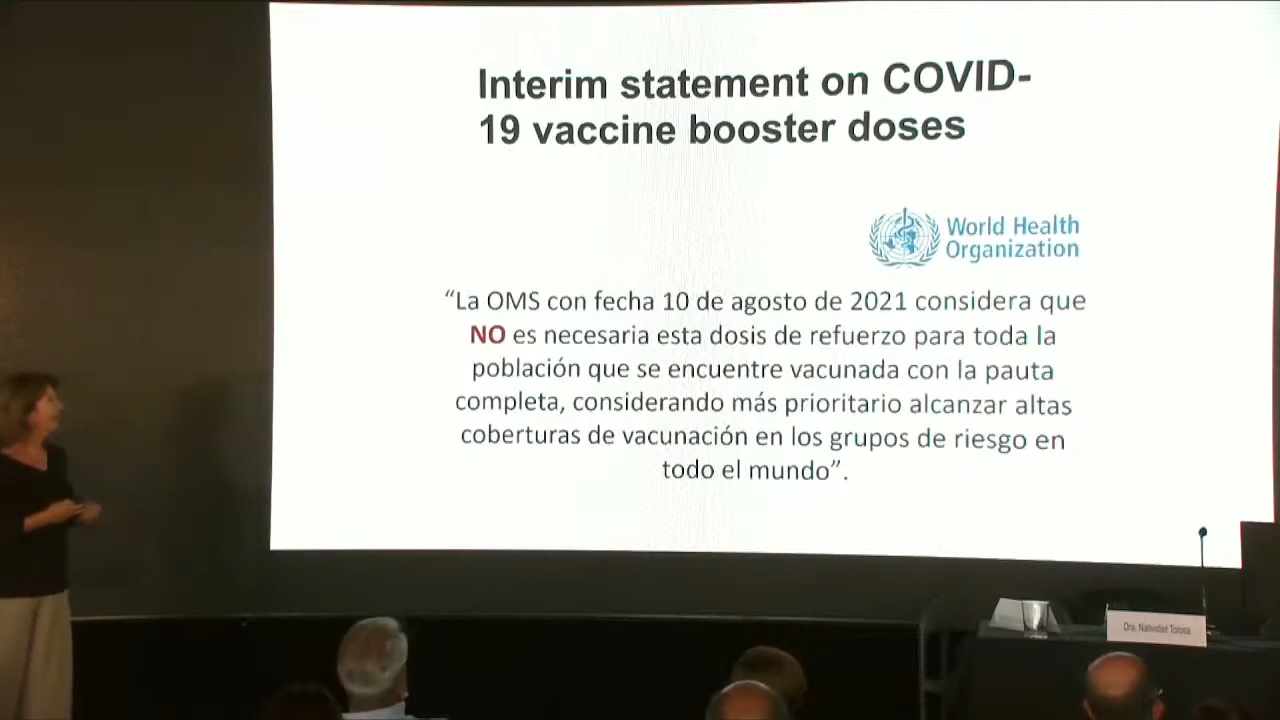 Interim statement on COVID-
19 vaccine booster doses
World Health
Organization
“La OMS con fecha 10 de agosto de 2021 considera que
NO es necesaria esta dosis de refuerzo para toda la
población que se encuentre vacunada con la pauta
completa, considerando más prioritario alcanzar altas
coberturas de vacunación en los grupos de riesgo en
todo el mundo”.
Dra. Natividad Tolosa